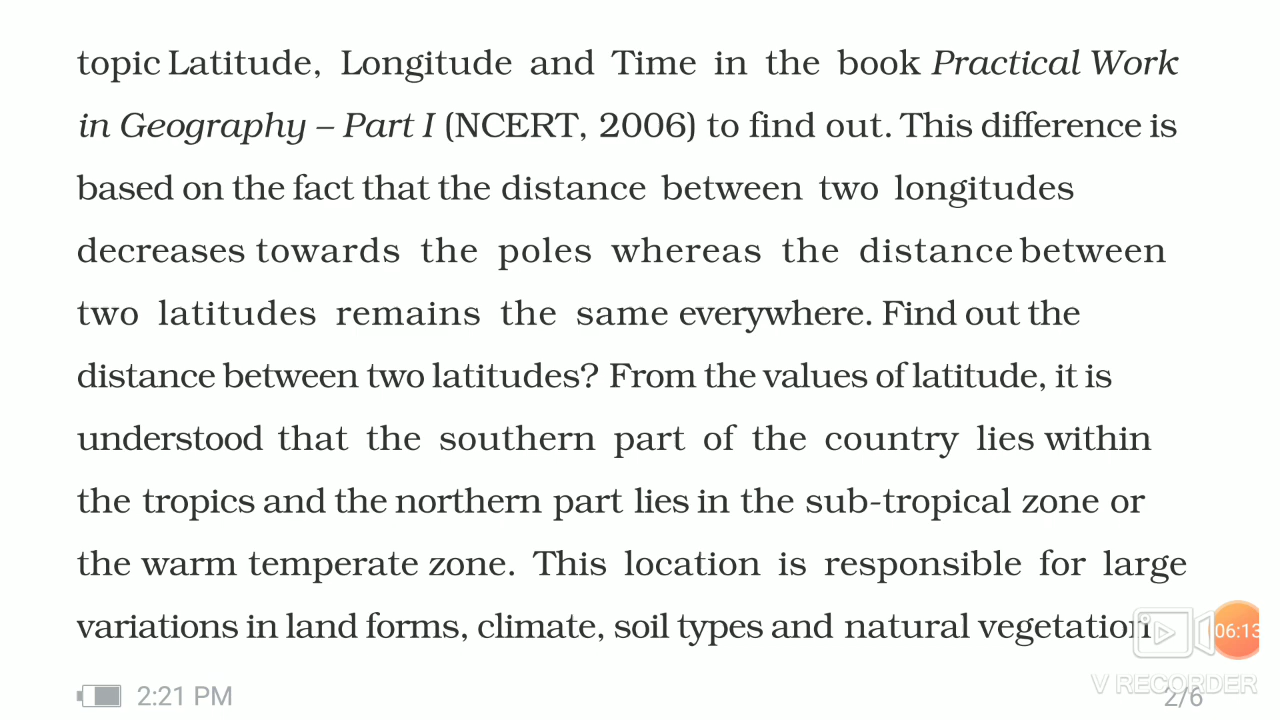 topic Latitude, Longitude and Time in the book Practical Work
in Geography – Part I (NCERT, 2006) to find out. This difference is
based on the fact that the distance between two longitudes
decreases towards the poles whereas the distance between
two latitudes remains the same everywhere. Find out the
distance between two latitudes? From the values of latitude, it is
understood that the southern part of the country lies within
the tropics and the northern part lies in the sub-tropical zone or
the warm temperate zone. This location is responsible for large
variations in land forms, climate, soil types and natural vegetation
06:13
V RECORDER
2:21 PM
2/6